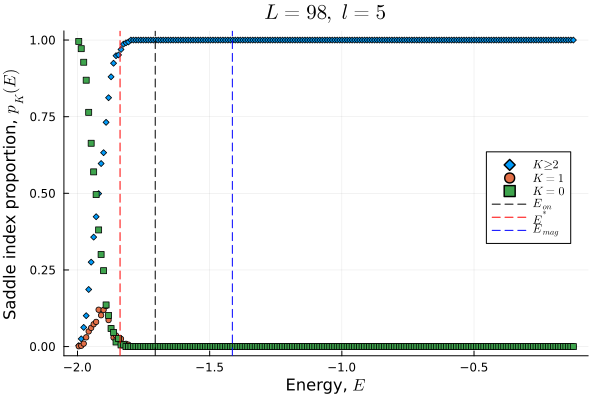 L = 98, l = 5
Saddle index proportion, p_K(E)
1.00
0.75
0.50
0.25
0.00
K≥2
K = 1
K = 0
E_on
E^*
E_mag
−2.0 −1.5 −1.0 −0.5
Energy, E